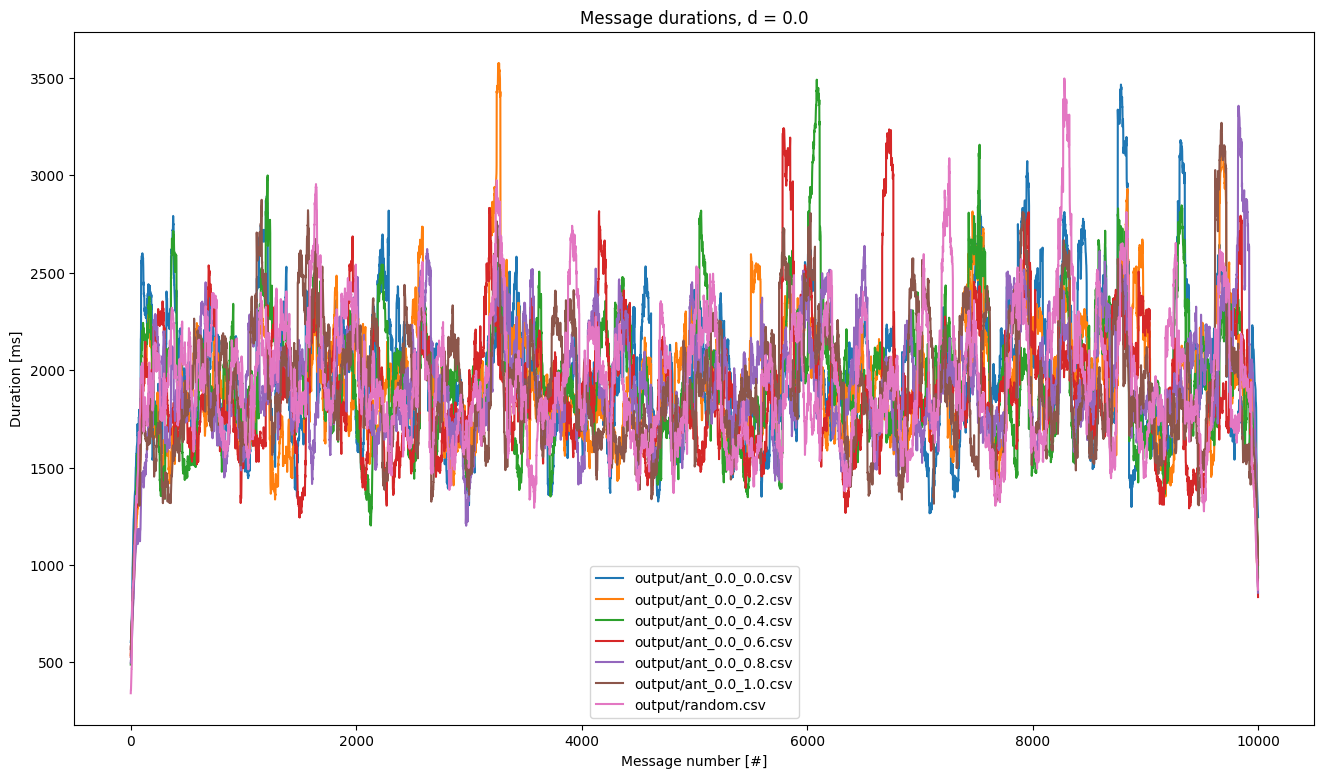 Message durations, d = 0.0
Duration [ms]
3500
3000
2500
2000
1500
1000
500
0
2000
4000
6000
8000
10000
Message number [#]
output/ant_0.0_0.0.csv
output/ant_0.0_0.2.csv
output/ant_0.0_0.4.csv
output/ant_0.0_0.6.csv
output/ant_0.0_0.8.csv
output/ant_0.0_1.0.csv
output/random.csv